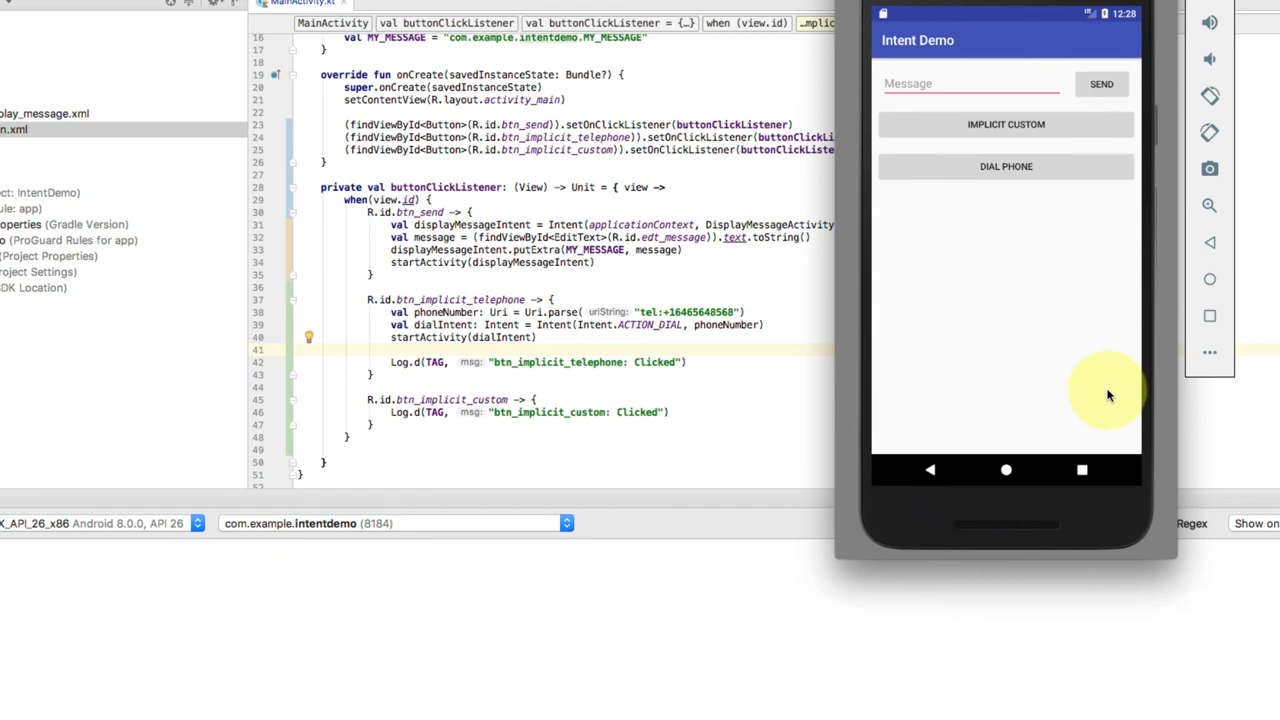 MainActivity.kt
MainActivity
val buttonClickListener
val buttonClickListener = {…}
when (view.id)
16 val MY_MESSAGE = "com.example.intentdemo.MY_MESSAGE"
17 }
18
19 override fun onCreate(savedInstanceState: Bundle?) {
20 super.onCreate(savedInstanceState)
21 setContentView(R.layout.activity_main)
22
23 (findViewById<Button>(R.id.btn_send)).setOnClickListener(buttonClickListener)
24 (findViewById<Button>(R.id.btn_implicit_telephone)).setOnClickListener(buttonCl
25 (findViewById<Button>(R.id.btn_implicit_custom)).setOnClickListener(buttonClickListe
26 }
27
28 private val buttonClickListener: (View) -> Unit = { view ->
29 when(view.id) {
30 R.id.btn_send -> {
31 val displayMessageIntent = Intent(applicationContext, DisplayMessageActivity
32 val message = (findViewById<EditText>(R.id.edt_message)).text.toString()
33 displayMessageIntent.putExtra(MY_MESSAGE, message)
34 startActivity(displayMessageIntent)
35 }
36
37 R.id.btn_implicit_telephone -> {
38 val phoneNumber: Uri = Uri.parse( uriString: "tel:+16465648568")
39 val dialIntent: Intent = Intent(Intent.ACTION_DIAL, phoneNumber)
40 startActivity(dialIntent)
41
42 Log.d(TAG, msg: "btn_implicit_telephone: Clicked")
43 }
44
45 R.id.btn_implicit_custom -> {
46 Log.d(TAG, msg: "btn_implicit_custom: Clicked")
47 }
48 }
49
50 }
51 }
play_message.xml
n.xml
ct: IntentDemo)
ule: app)
operties (Gradle Version)
o (ProGuard Rules for app)
Project Properties)
roject Settings)
DK Location)
X_API_26_x86 Android 8.0.0, API 26
com.example.intentdemo (8184)
Regex
Show on
12:28
Intent Demo
Message
SEND
IMPLICIT CUSTOM
DIAL PHONE